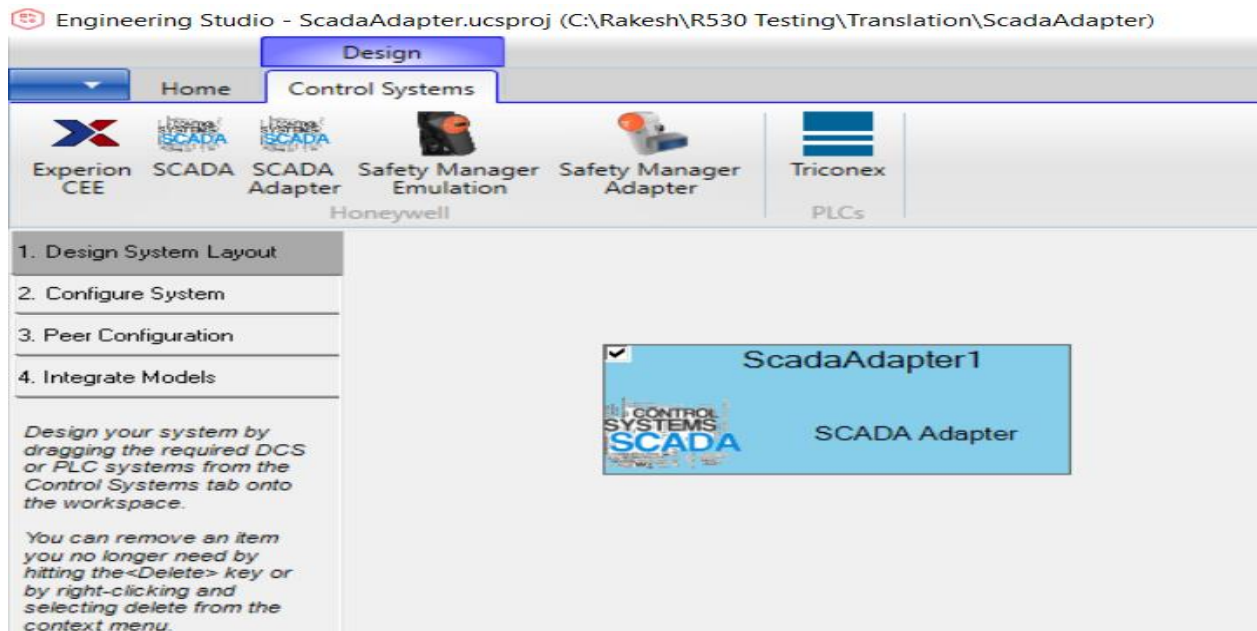 Engineering Studio - ScadaAdapter.ucsproj (C:\Rakesh\R530 Testing\Translation\ScadaAdapter)
Design
Home
Control Systems
SYSTEMS
SCADA
SYSTEMS
SCADA
Experion
CEE
SCADA
SCADA
Adapter
Safety Manager
Emulation
Safety Manager
Adapter
Triconex
Honeywell
PLCs
1. Design System Layout
2. Configure System
3. Peer Configuration
4. Integrate Models
Design your system by
dragging the required DCS
or PLC systems from the
Control Systems tab onto
the workspace.
You can remove an item
you no longer need by
hitting the<Delete> key or
by right-clicking and
selecting delete from the
context menu.
ScadaAdapter1
CONTROL
SYSTEMS
SCADA
SCADA Adapter